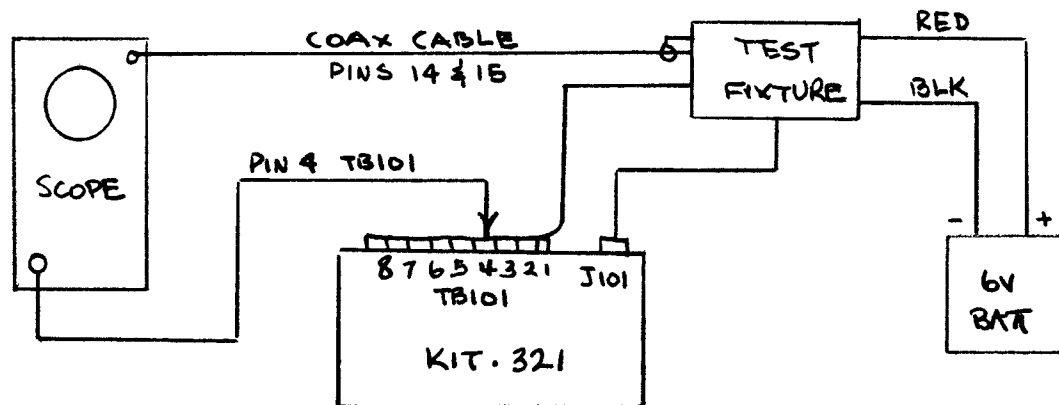 COAX CABLE
PINS 14 & 15
TEST
FIXTURE
RED
BLK
SCOPE
PIN 4 TB101
8 7 6 5 4 3 2 1
J101
TB101
KIT. 321
- +
6V
BATT